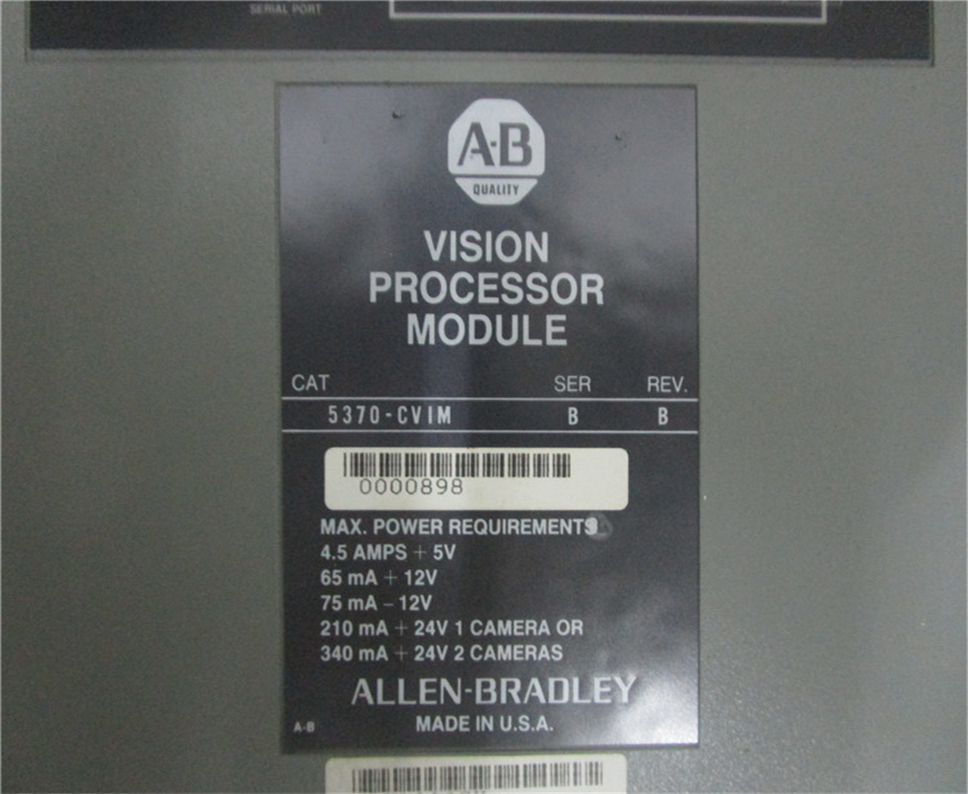 SERIAL PORT
A-B
QUALITY
VISION
PROCESSOR
MODULE
CAT SER REV.
5370-CVIM B B
0000898
MAX. POWER REQUIREMENTS
4.5 AMPS + 5V
65 mA + 12V
75 mA – 12V
210 mA + 24V 1 CAMERA OR
340 mA + 24V 2 CAMERAS
ALLEN-BRADLEY
A-B MADE IN U.S.A.